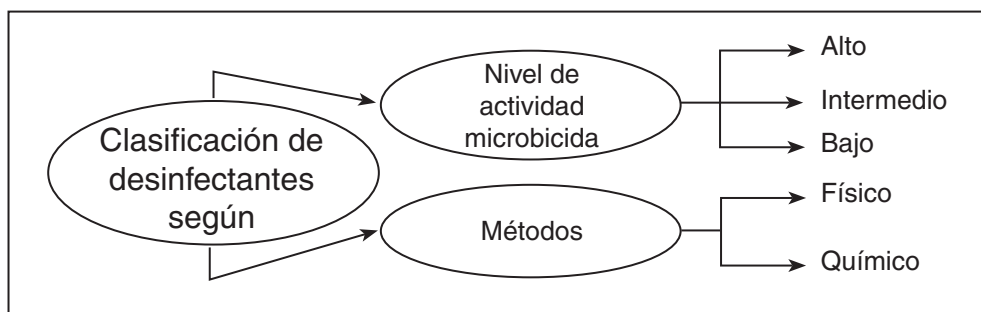 Clasificación de
desinfectantes
según
Nivel de
actividad
microbicida
Alto
Intermedio
Bajo
Métodos
Físico
Químico